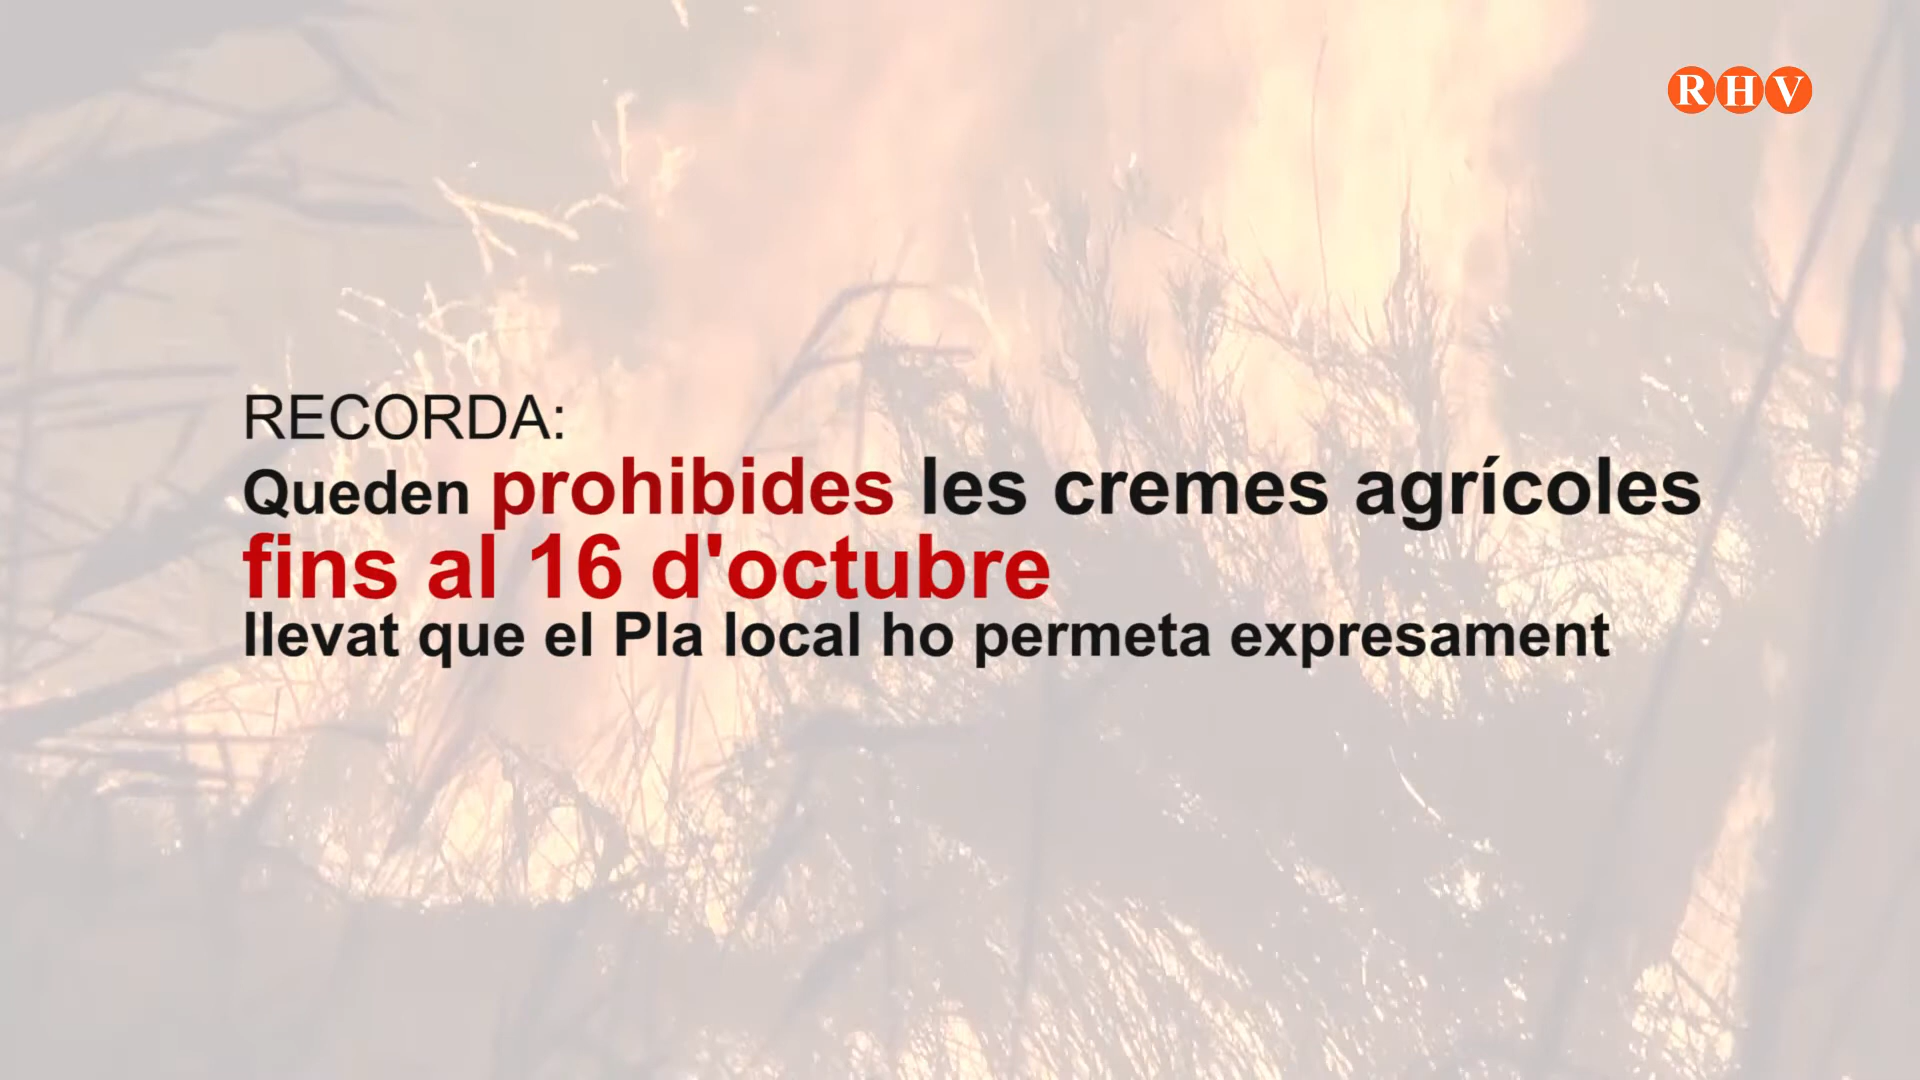 RHV
RECORDA:
Queden prohibides les cremes agrícoles
fins al 16 d'octubre
llevat que el Pla local ho permeta expresament